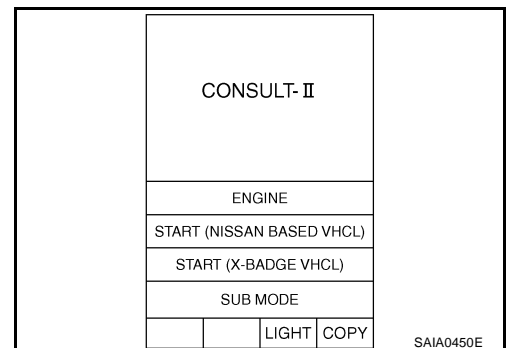 CONSULT-Ⅱ
ENGINE
START (NISSAN BASED VHCL)
START (X-BADGE VHCL)
SUB MODE
LIGHT COPY
SAIA0450E